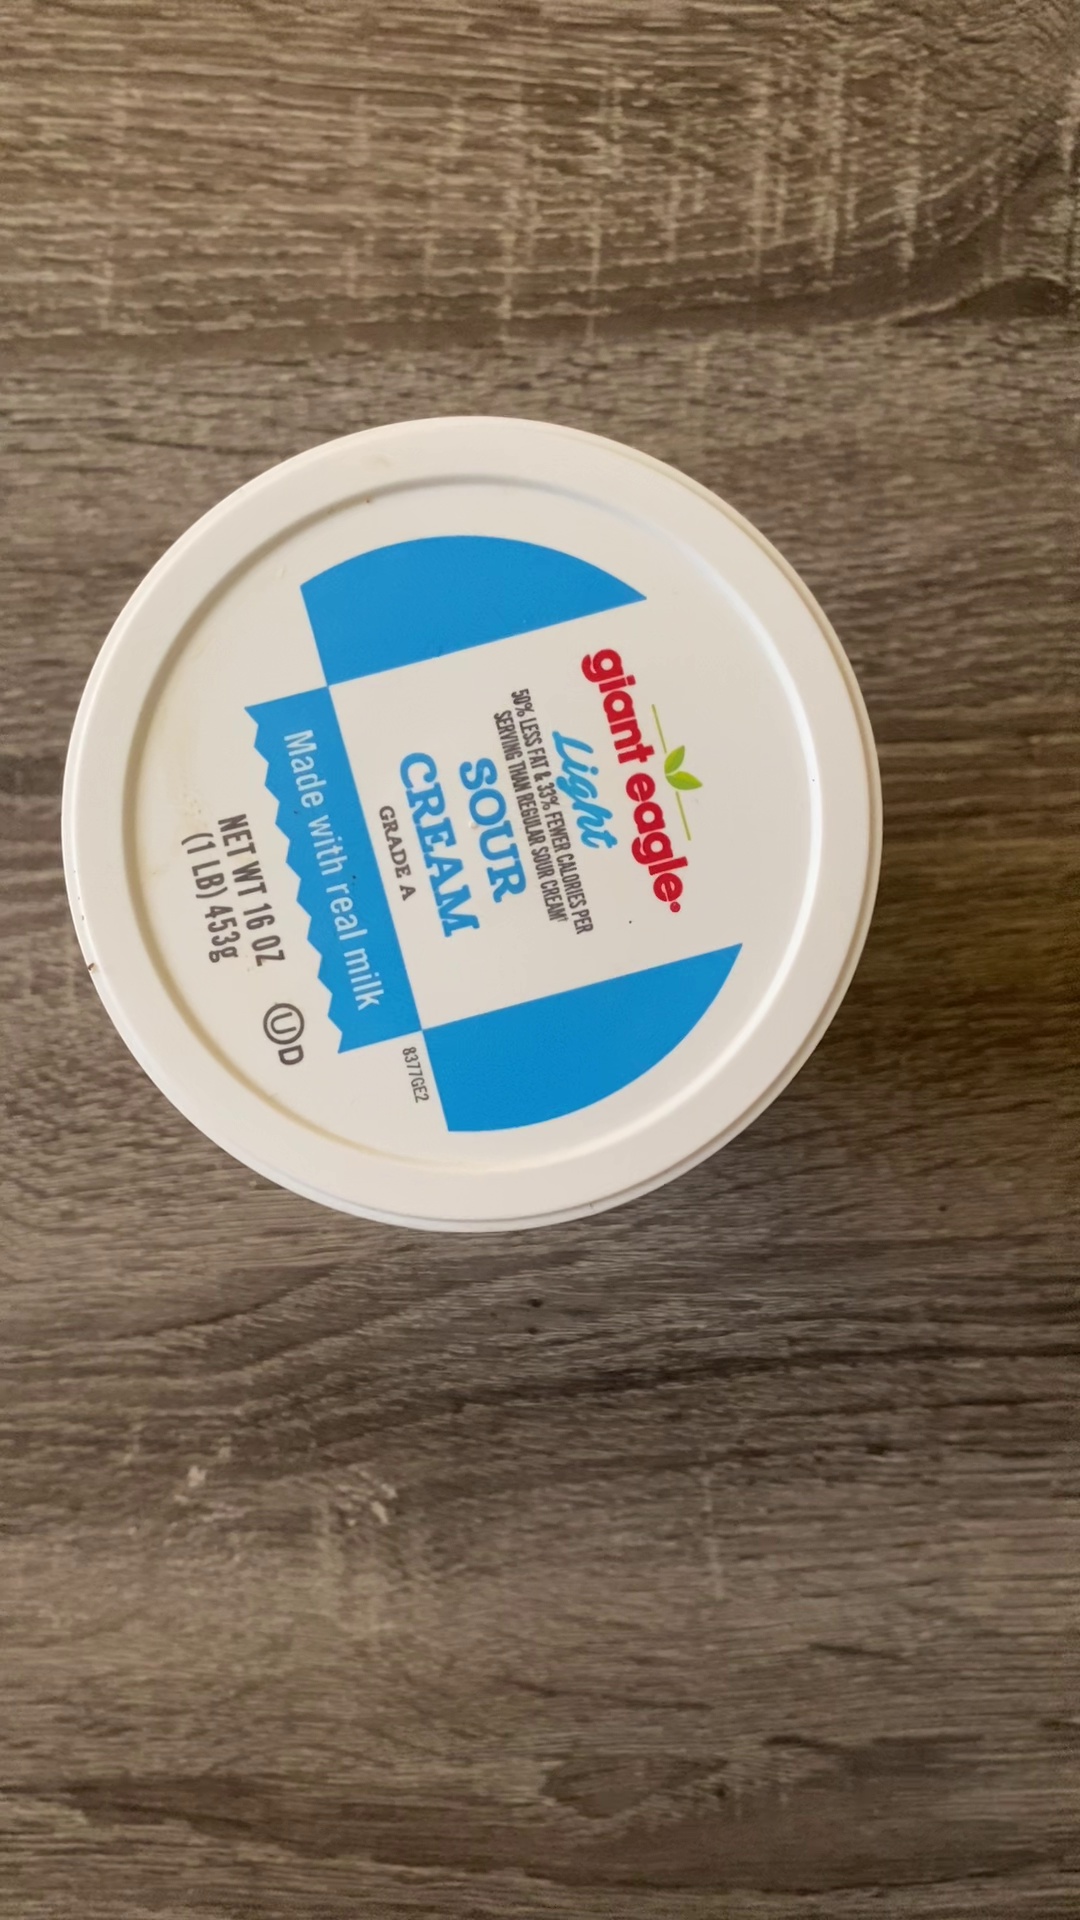 giant eagle
Light
50% LESS FAT & 33% FEWER CALORIES PER
SERVING THAN REGULAR SOUR CREAM†
SOUR
CREAM
GRADE A
Made with real milk
8377GE2
NET WT 16 OZ
(1 LB) 453g
UD